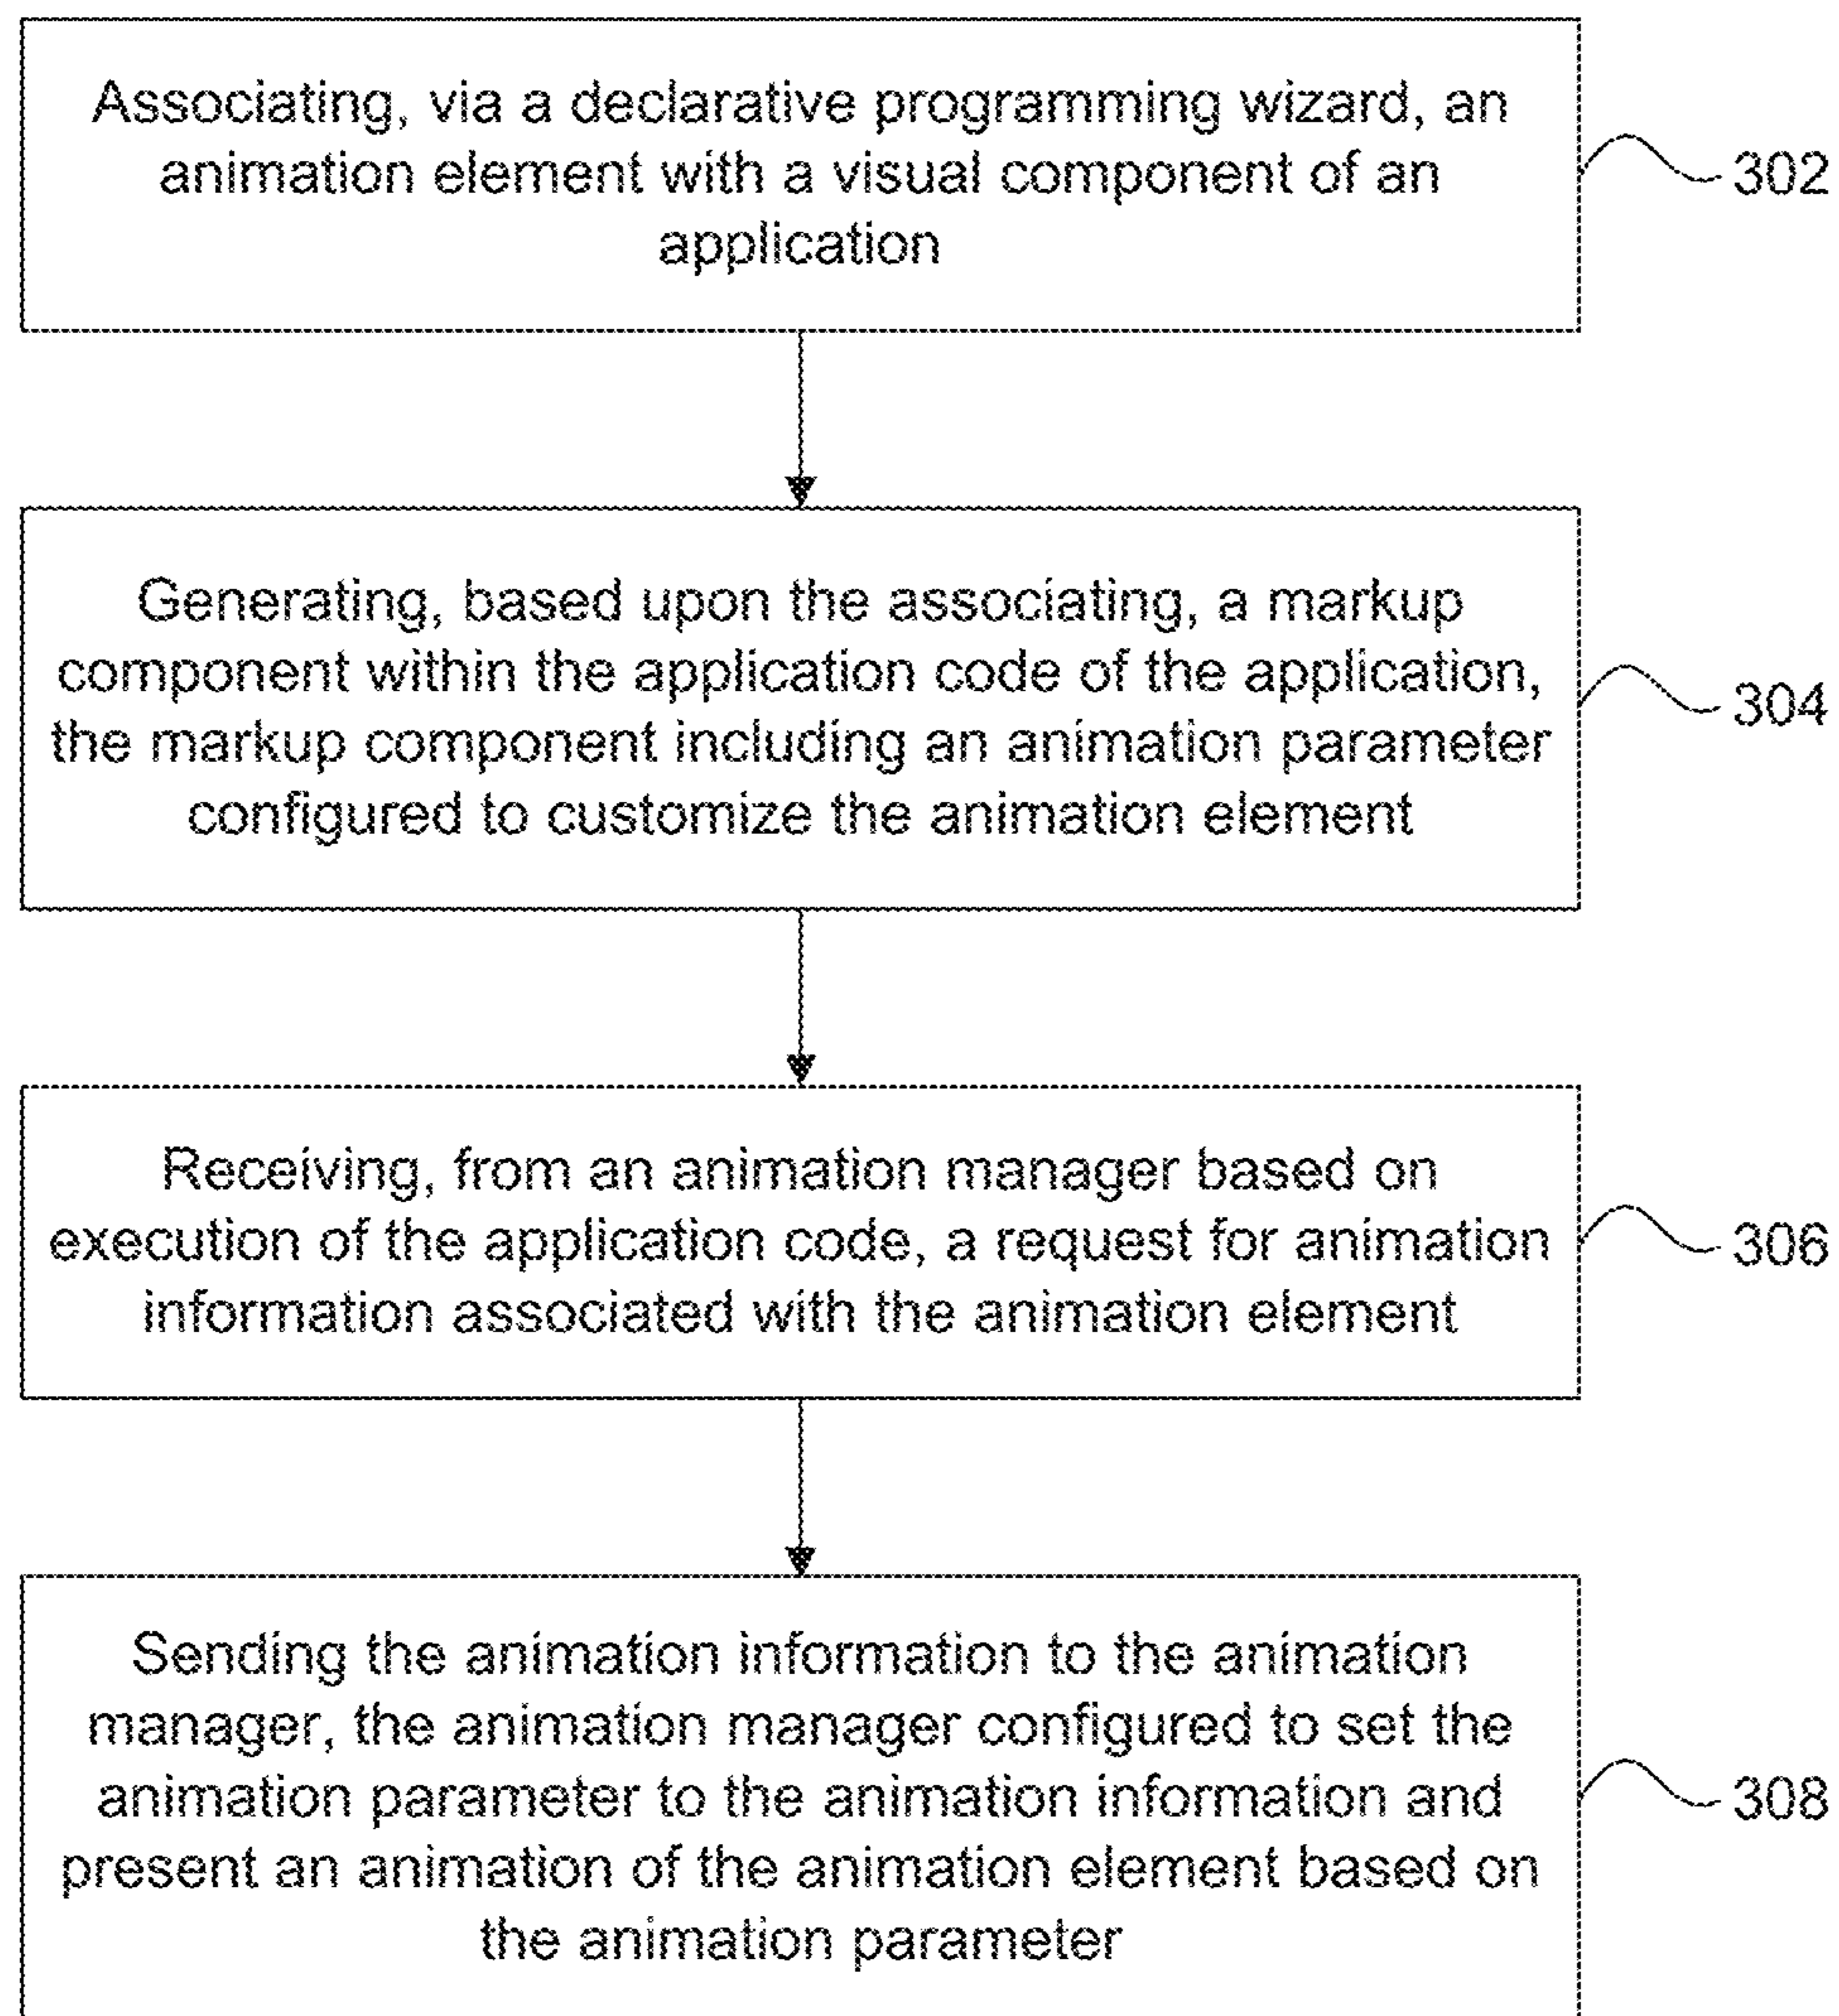 Associating, via a declarative programming wizard, an
animation element with a visual component of an
application
302
Generating, based upon the associating, a markup
component within the application code of the application,
the markup component including an animation parameter
configured to customize the animation element
304
Receiving, from an animation manager based on
execution of the application code, a request for animation
information associated with the animation element
306
Sending the animation information to the animation
manager, the animation manager configured to set the
animation parameter to the animation information and
present an animation of the animation element based on
the animation parameter
308